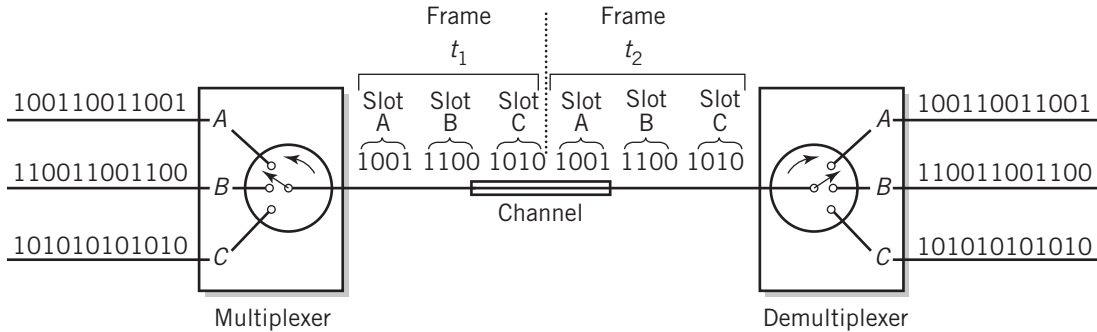 Frame Frame
t1 t2
Slot Slot Slot Slot Slot Slot
A B C A B C
1001 1100 1010 1001 1100 1010
100110011001 A A 100110011001
110011001100 B B 110011001100
Channel
101010101010 C C 101010101010
Multiplexer Demultiplexer